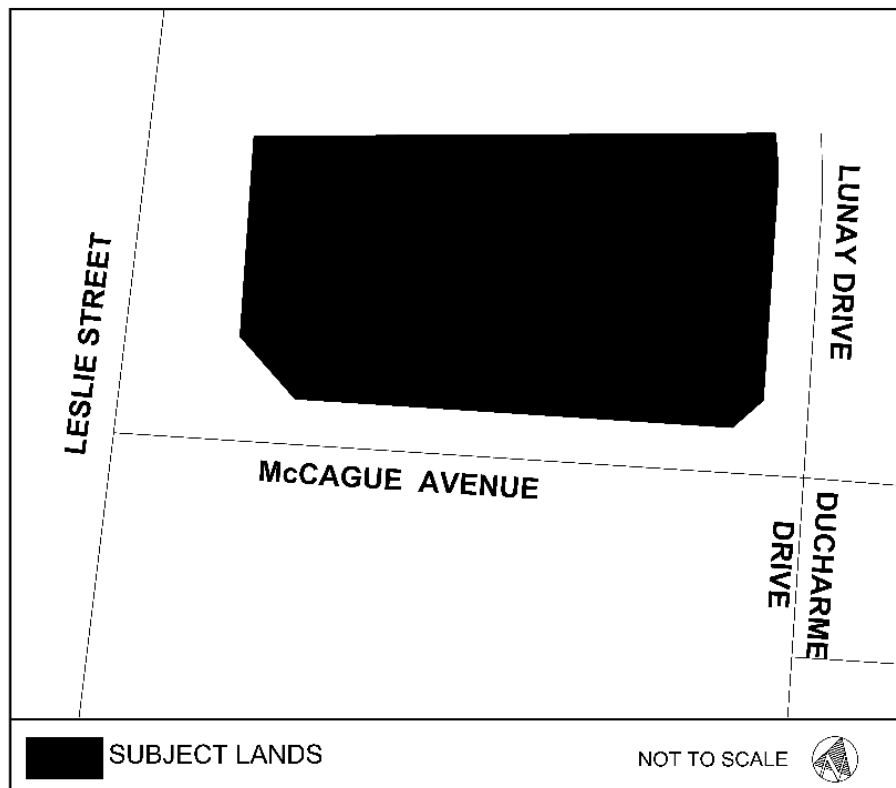 LESLIE STREET
LUNAY DRIVE
McCAGUE AVENUE
DUCHARME
DRIVE
SUBJECT LANDS
NOT TO SCALE